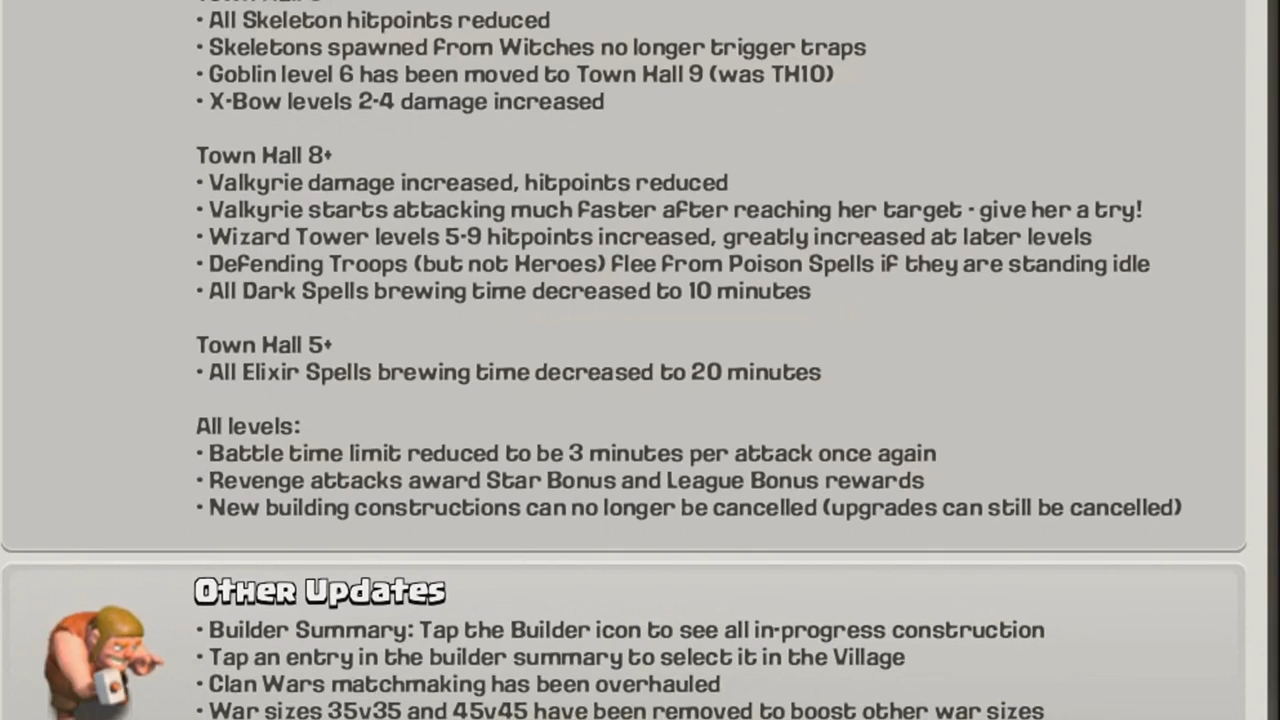 • All Skeleton hitpoints reduced
• Skeletons spawned from Witches no longer trigger traps
• Goblin level 6 has been moved to Town Hall 9 (was TH10)
• X-Bow levels 2-4 damage increased
Town Hall 8+
• Valkyrie damage increased, hitpoints reduced
• Valkyrie starts attacking much faster after reaching her target - give her a try!
• Wizard Tower levels 5-9 hitpoints increased, greatly increased at later levels
• Defending Troops (but not Heroes) flee from Poison Spells if they are standing idle
• All Dark Spells brewing time decreased to 10 minutes
Town Hall 5+
• All Elixir Spells brewing time decreased to 20 minutes
All levels:
• Battle time limit reduced to be 3 minutes per attack once again
• Revenge attacks award Star Bonus and League Bonus rewards
• New building constructions can no longer be cancelled (upgrades can still be cancelled)
Other Updates
• Builder Summary: Tap the Builder icon to see all in-progress construction
• Tap an entry in the builder summary to select it in the Village
• Clan Wars matchmaking has been overhauled
• War sizes 35v35 and 45v45 have been removed to boost other war sizes